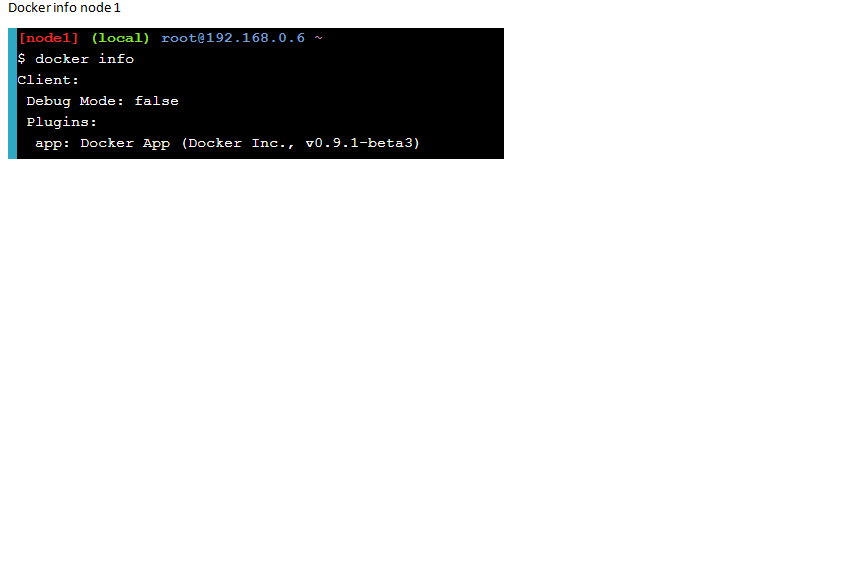 Docker info node 1
[node1] (local) root@192.168.0.6 ~
$ docker info
Client:
 Debug Mode: false
 Plugins:
  app: Docker App (Docker Inc., v0.9.1-beta3)